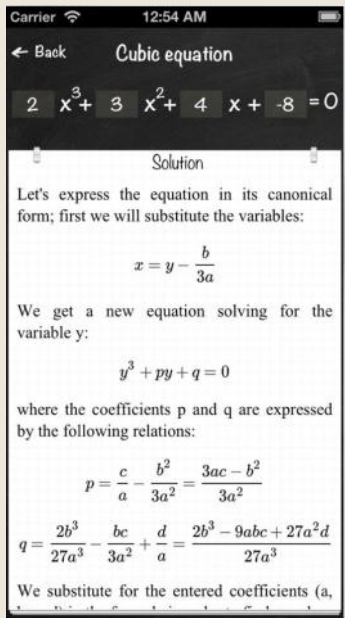 Carrier 12:54 AM
← Back Cubic equation
2 x³+ 3 x²+ 4 x + -8 =0
Solution
Let's express the equation in its canonical
form; first we will substitute the variables:
x = y − b/3a
We get a new equation solving for the
variable y:
y³ + py + q = 0
where the coefficients p and q are expressed
by the following relations:
p = c/a − b²/3a² = 3ac − b²/3a²
q = 2b³/27a³ − bc/3a² + d/a = 2b³ − 9abc + 27a²d/27a³
We substitute for the entered coefficients (a,